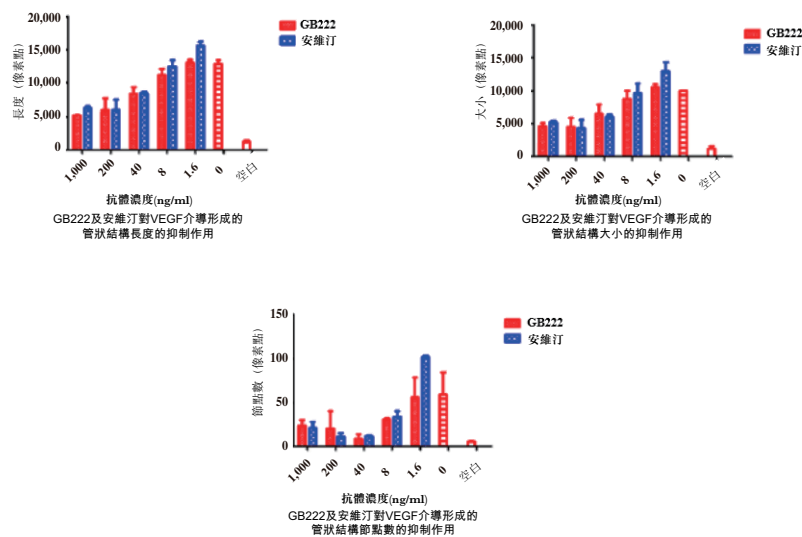 GB222
安維汀
20,000
15,000
10,000
5,000
0
長度（像素點）
1,000
200
40
8
1.6
0
空白
抗體濃度(ng/ml)
GB222及安維汀對VEGF介導形成的
管狀結構長度的抑制作用
GB222
安維汀
20,000
15,000
10,000
5,000
0
大小（像素點）
1,000
200
40
8
1.6
0
空白
抗體濃度(ng/ml)
GB222及安維汀對VEGF介導形成的
管狀結構大小的抑制作用
GB222
安維汀
150
100
50
0
節點數（像素點）
1,000
200
40
8
1.6
0
空白
抗體濃度(ng/ml)
GB222及安維汀對VEGF介導形成的
管狀結構節點數的抑制作用